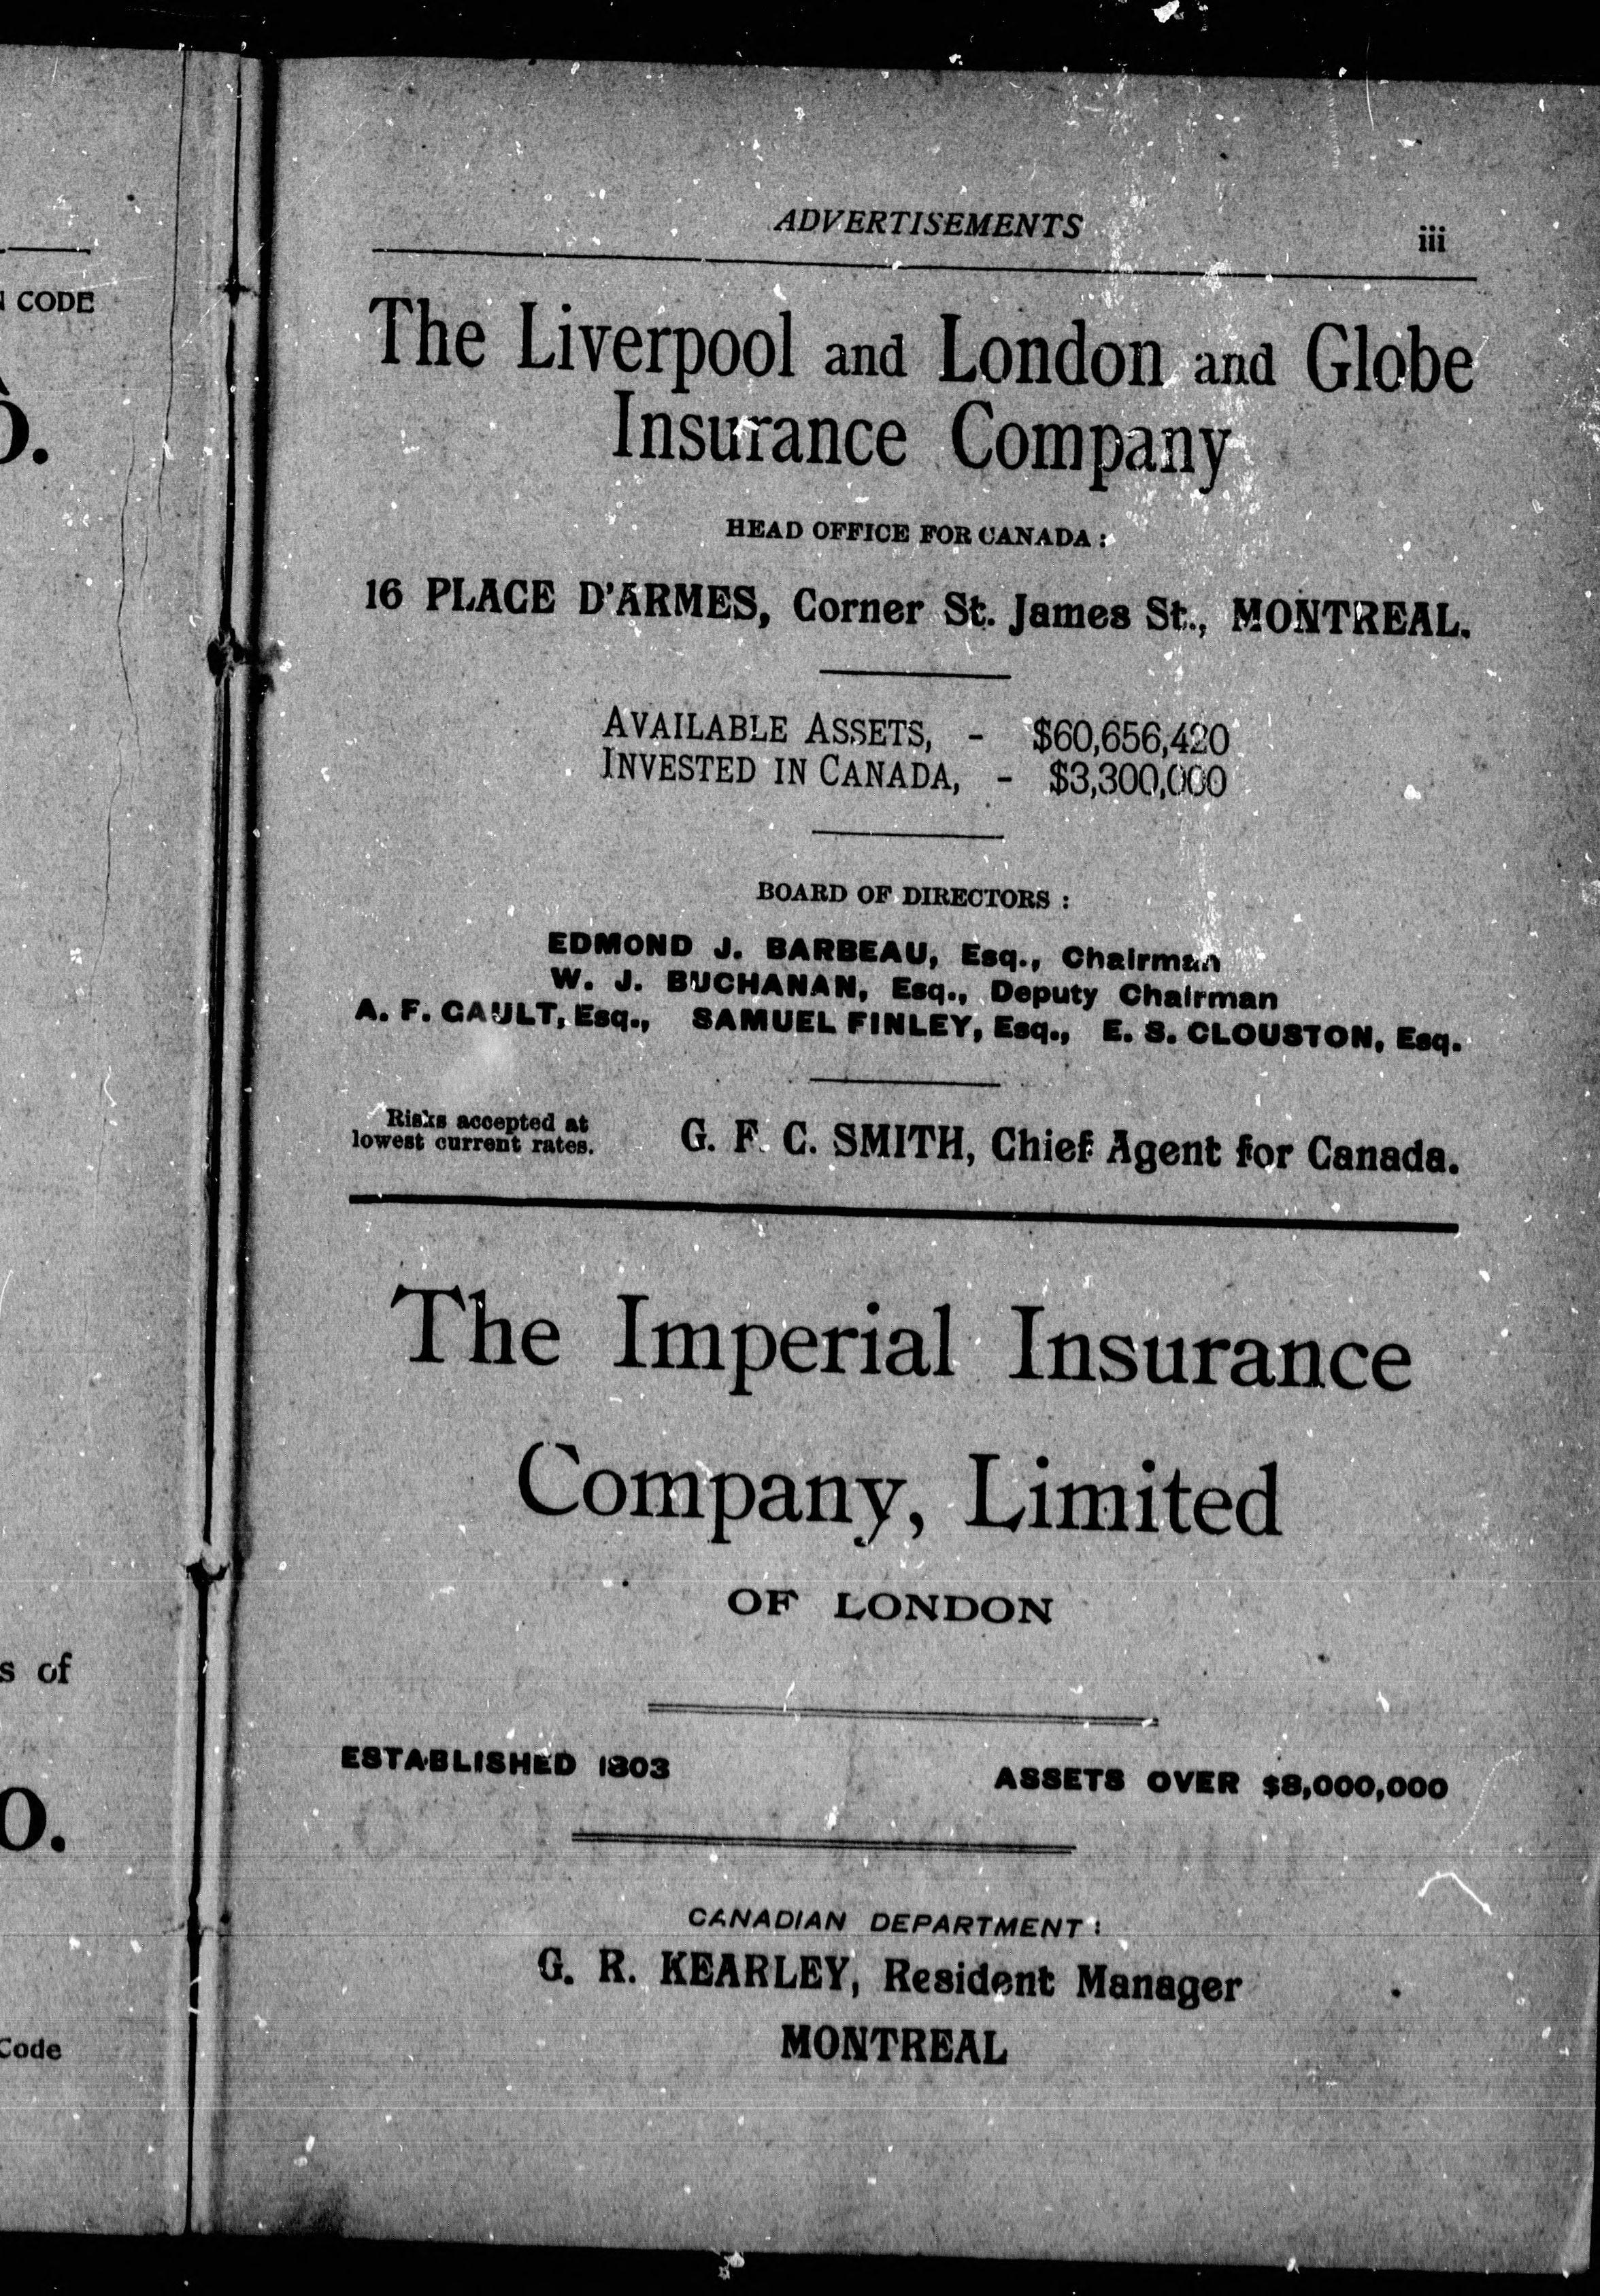 ADVERTISEMENTS iii
The Liverpool and London and Globe
Insurance Company
HEAD OFFICE FOR CANADA :
16 PLACE D'ARMES, Corner St. James St., MONTREAL.
AVAILABLE ASSETS, - $60,656,420
INVESTED IN CANADA, - $3,300,000
BOARD OF DIRECTORS :
EDMOND J. BARBEAU, Esq., Chairman
W. J. BUCHANAN, Esq., Deputy Chairman
A. F. GAULT, Esq., SAMUEL FINLEY, Esq., E. S. CLOUSTON, Esq.
Risks accepted at
lowest current rates.
G. F. C. SMITH, Chief Agent for Canada.
The Imperial Insurance
Company, Limited
OF LONDON
ESTABLISHED 1803 ASSETS OVER $8,000,000
CANADIAN DEPARTMENT :
G. R. KEARLEY, Resident Manager
MONTREAL
CODE
O.
s of
O.
Code